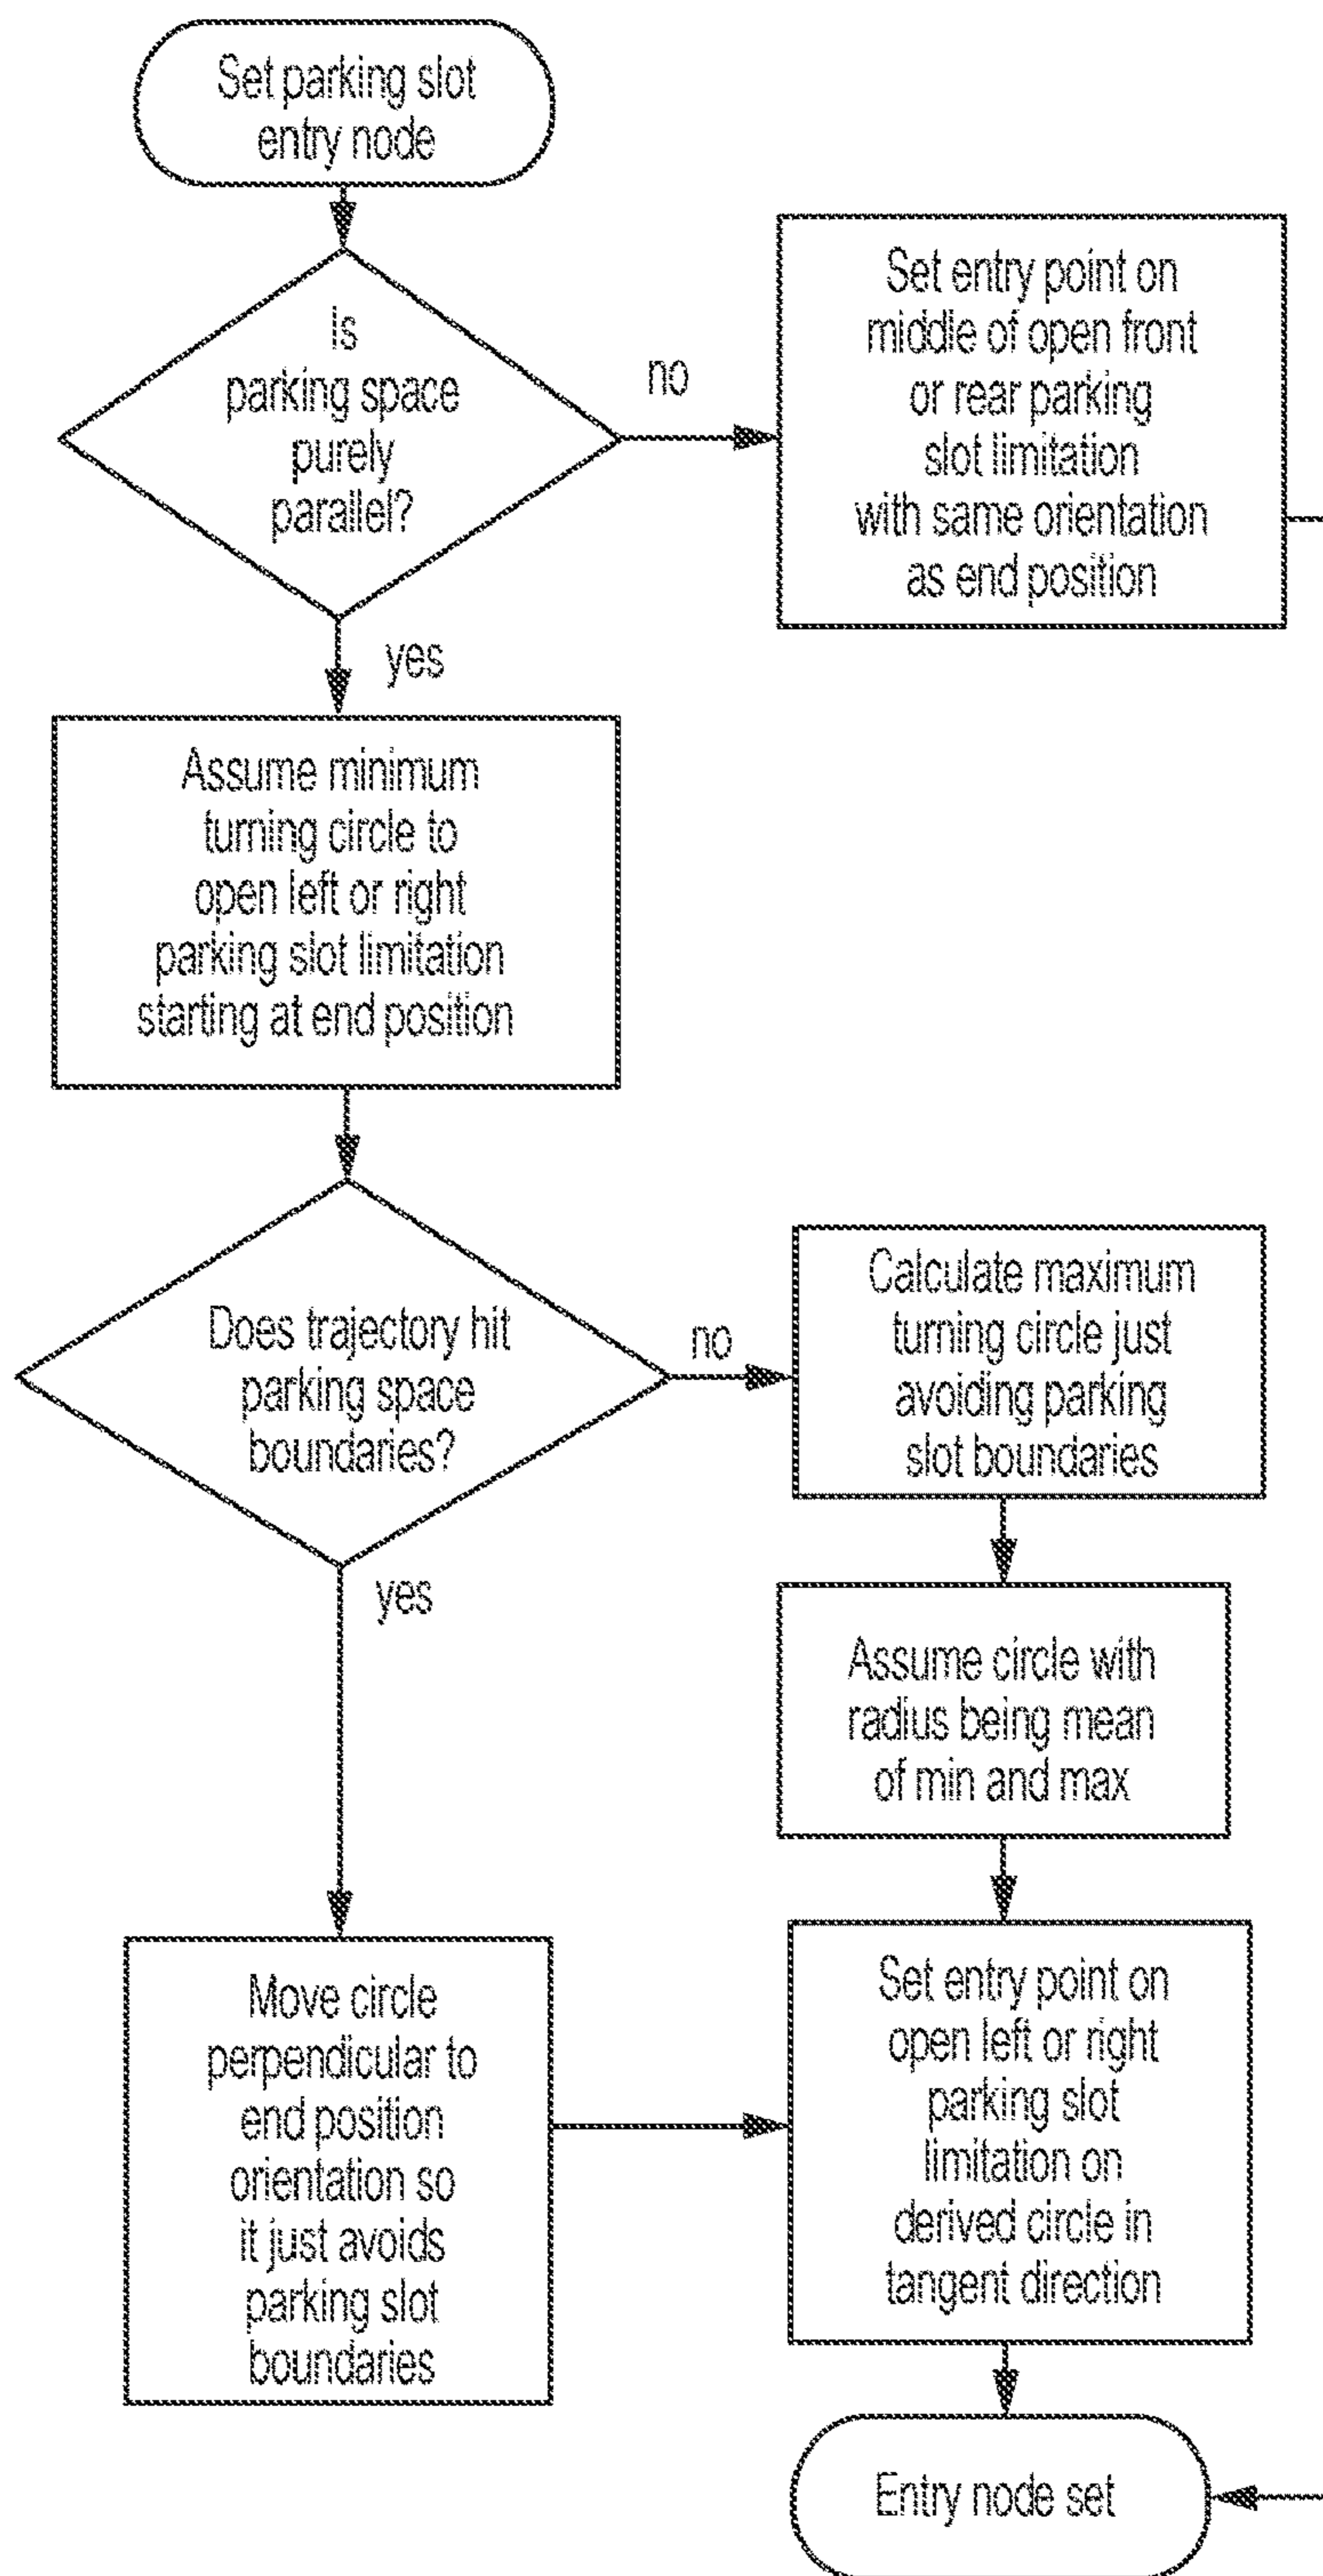 Set parking slot
entry node
Is
parking space
purely
parallel?
no
Set entry point on
middle of open front
or rear parking
slot limitation
with same orientation
as end position
yes
Assume minimum
turning circle to
open left or right
parking slot limitation
starting at end position
Does trajectory hit
parking space
boundaries?
no
Calculate maximum
turning circle just
avoiding parking
slot boundaries
yes
Assume circle with
radius being mean
of min and max
Move circle
perpendicular to
end position
orientation so
it just avoids
parking slot
boundaries
Set entry point on
open left or right
parking slot
limitation on
derived circle in
tangent direction
Entry node set